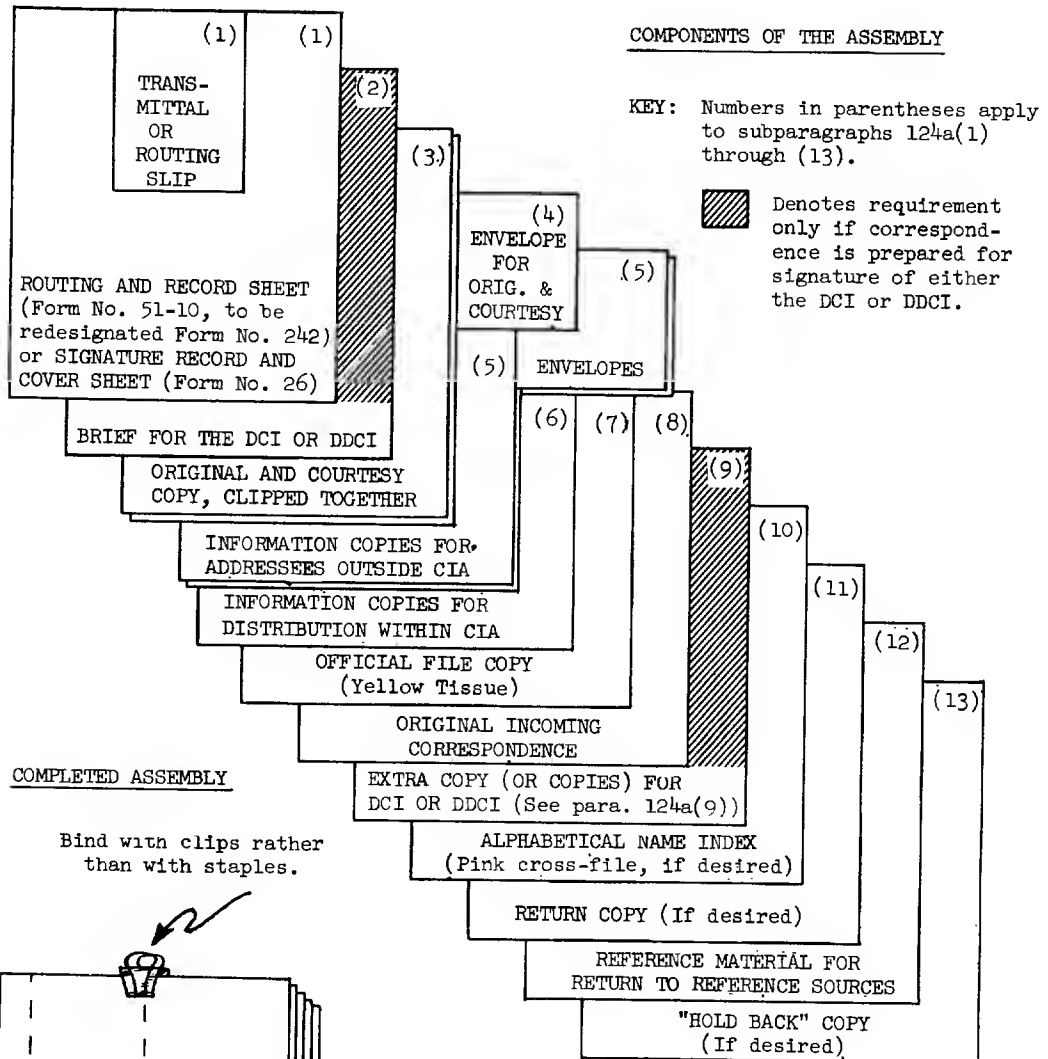 (1) (1)
TRANS-
MITTAL
OR
ROUTING
SLIP
ROUTING AND RECORD SHEET
(Form No. 51-10, to be
redesignated Form No. 242)
or SIGNATURE RECORD AND
COVER SHEET (Form No. 26)
(2)
BRIEF FOR THE DCI OR DDCI
(3)
ORIGINAL AND COURTESY
COPY, CLIPPED TOGETHER
(4)
ENVELOPE
FOR
ORIG. &
COURTESY
(5)
ENVELOPES
(5)
INFORMATION COPIES FOR
ADDRESSEES OUTSIDE CIA
(6)
INFORMATION COPIES FOR
DISTRIBUTION WITHIN CIA
(7)
OFFICIAL FILE COPY
(Yellow Tissue)
(8)
ORIGINAL INCOMING
CORRESPONDENCE
(9)
EXTRA COPY (OR COPIES) FOR
DCI OR DDCI (See para. 124a(9))
(10)
ALPHABETICAL NAME INDEX
(Pink cross-file, if desired)
(11)
RETURN COPY (If desired)
(12)
REFERENCE MATERIAL FOR
RETURN TO REFERENCE SOURCES
(13)
"HOLD BACK" COPY
(If desired)
COMPONENTS OF THE ASSEMBLY
KEY: Numbers in parentheses apply
to subparagraphs 124a(1)
through (13).
Denotes requirement
only if correspond-
ence is prepared for
signature of either
the DCI or DDCI.
COMPLETED ASSEMBLY
Bind with clips rather
than with staples.